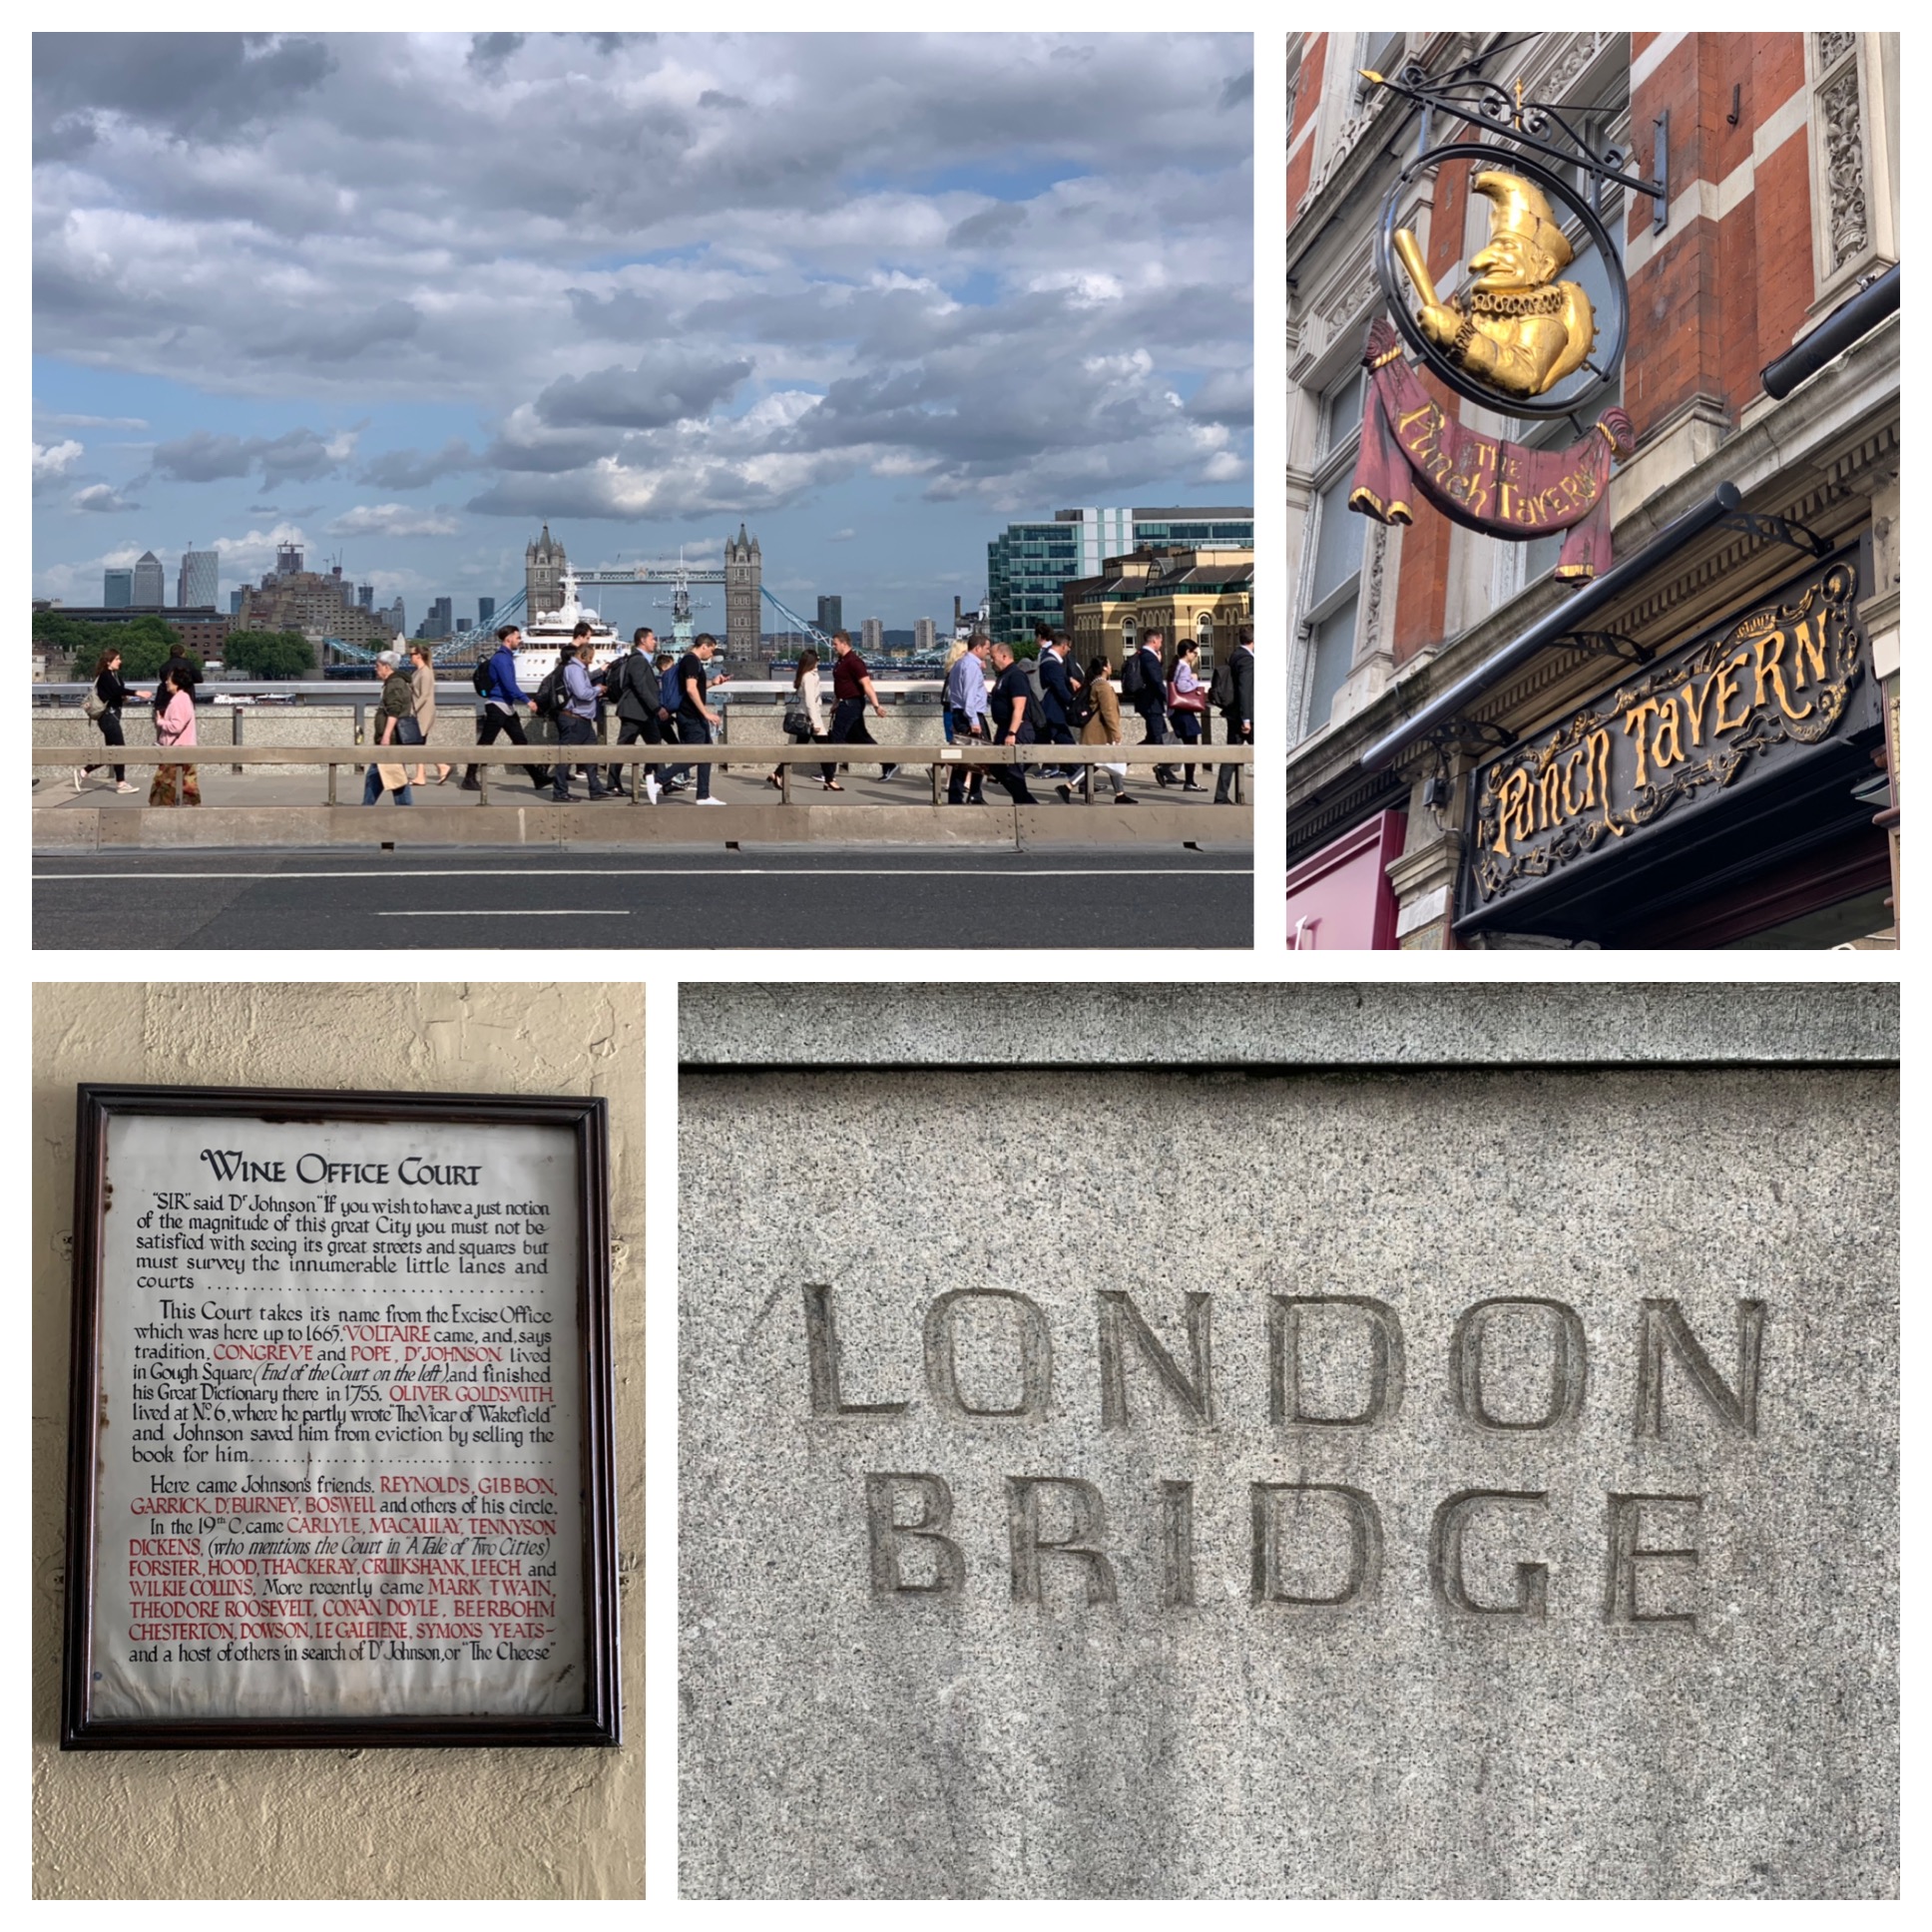 THE
Punch TAVERN
Punch TAVERN
WINE OFFICE COURT
"SIR" said Dr Johnson "If you wish to have a just notion
of the magnitude of this great City you must not be
satisfied with seeing its great streets and squares but
must survey the innumerable little lanes and
courts ....................................
This Court takes it's name from the Excise Office
which was here up to 1665. VOLTAIRE came, and, says
tradition, CONGREVE and POPE. Dr JOHNSON lived
in Gough Square (End of the Court on the left), and finished
his Great Dictionary there in 1755. OLIVER GOLDSMITH
lived at No. 6, where he partly wrote "The Vicar of Wakefield"
and Johnson saved him from eviction by selling the
book for him................................
Here came Johnson's friends. REYNOLDS, GIBBON,
GARRICK, Dr. BURNEY, BOSWELL and others of his circle.
In the 19th C. came CARLYLE, MACAULAY, TENNYSON
DICKENS, (who mentions the Court in "A Tale of Two Cities)
FORSTER, HOOD, THACKERAY, CRUIKSHANK, LEECH and
WILKIE COLLINS. More recently came MARK TWAIN,
THEODORE ROOSEVELT, CONAN DOYLE, BEERBOHM
CHESTERTON, DOWSON, LE GALEIENE, SYMONS YEATS-
and a host of others in search of Dr Johnson, or "The Cheese"
LONDON
BRIDGE